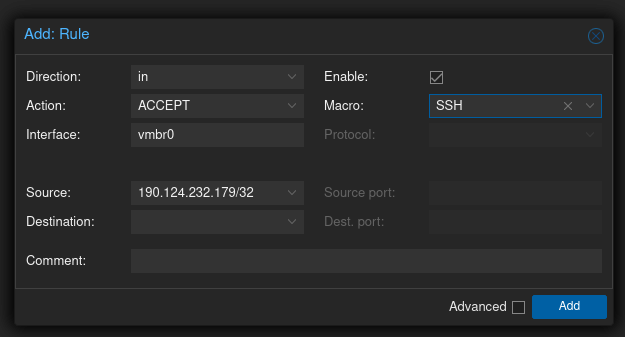 Add: Rule
Direction: in Enable:
Action: ACCEPT Macro: SSH
Interface: vmbr0 Protocol:
Source: 190.124.232.179/32 Source port:
Destination: Dest. port:
Comment:
Advanced Add